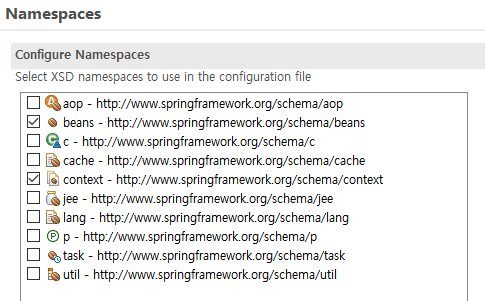 Namespaces
Configure Namespaces
Select XSD namespaces to use in the configuration file
aop - http://www.springframework.org/schema/aop
beans - http://www.springframework.org/schema/beans
c - http://www.springframework.org/schema/c
cache - http://www.springframework.org/schema/cache
context - http://www.springframework.org/schema/context
jee - http://www.springframework.org/schema/jee
lang - http://www.springframework.org/schema/lang
p - http://www.springframework.org/schema/p
task - http://www.springframework.org/schema/task
util - http://www.springframework.org/schema/util